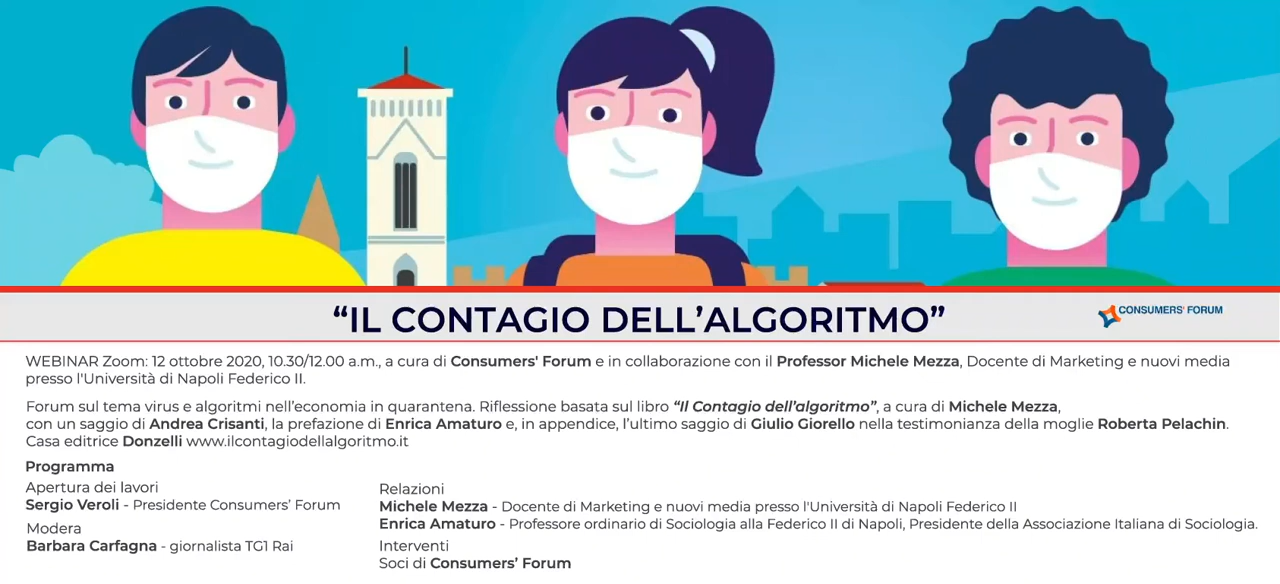 “IL CONTAGIO DELL’ALGORITMO”
CONSUMERS' FORUM
WEBINAR Zoom: 12 ottobre 2020, 10.30/12.00 a.m., a cura di Consumers' Forum e in collaborazione con il Professor Michele Mezza, Docente di Marketing e nuovi media
presso l'Università di Napoli Federico II.
Forum sul tema virus e algoritmi nell’economia in quarantena. Riflessione basata sul libro “Il Contagio dell’algoritmo”, a cura di Michele Mezza,
con un saggio di Andrea Crisanti, la prefazione di Enrica Amaturo e, in appendice, l’ultimo saggio di Giulio Giorello nella testimonianza della moglie Roberta Pelachin.
Casa editrice Donzelli www.ilcontagiodellalgoritmo.it
Programma
Apertura dei lavori
Sergio Veroli - Presidente Consumers’ Forum
Modera
Barbara Carfagna - giornalista TG1 Rai
Relazioni
Michele Mezza - Docente di Marketing e nuovi media presso l'Università di Napoli Federico II
Enrica Amaturo - Professore ordinario di Sociologia alla Federico II di Napoli, Presidente della Associazione Italiana di Sociologia.
Interventi
Soci di Consumers’ Forum